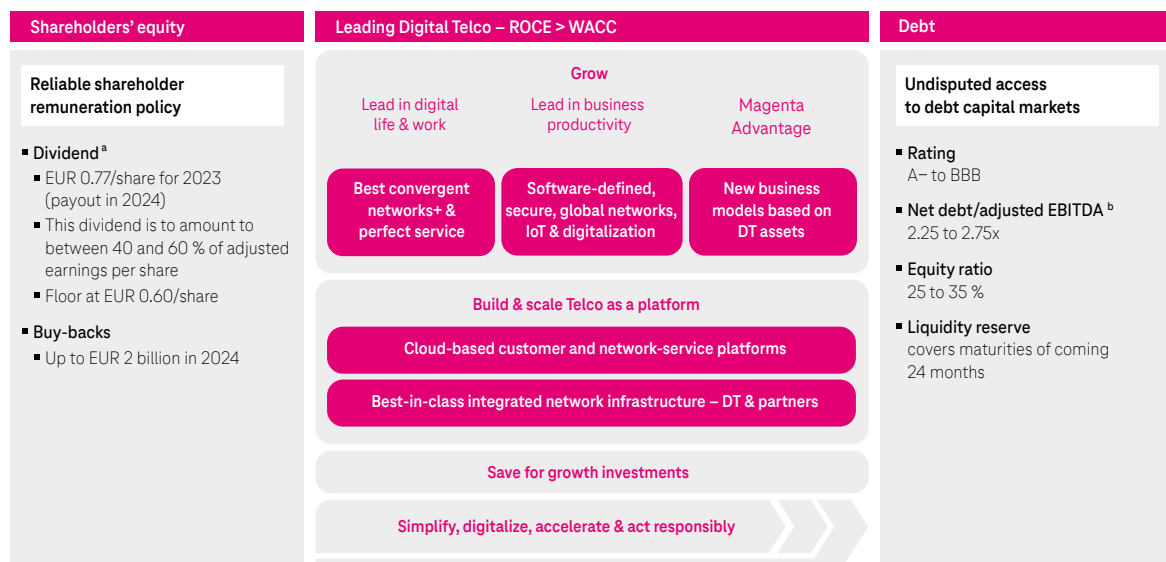 Shareholders' equity
Reliable shareholder
remuneration policy
Dividend a
EUR 0.77/share for 2023
(payout in 2024)
This dividend is to amount to
between 40 and 60 % of adjusted
earnings per share
Floor at EUR 0.60/share
Buy-backs
Up to EUR 2 billion in 2024
Leading Digital Telco – ROCE > WACC
Grow
Lead in digital
life & work
Lead in business
productivity
Magenta
Advantage
Best convergent
networks+ &
perfect service
Software-defined,
secure, global networks,
IoT & digitalization
New business
models based on
DT assets
Build & scale Telco as a platform
Cloud-based customer and network-service platforms
Best-in-class integrated network infrastructure – DT & partners
Save for growth investments
Simplify, digitalize, accelerate & act responsibly
Debt
Undisputed access
to debt capital markets
Rating
A– to BBB
Net debt/adjusted EBITDA b
2.25 to 2.75x
Equity ratio
25 to 35 %
Liquidity reserve
covers maturities of coming
24 months